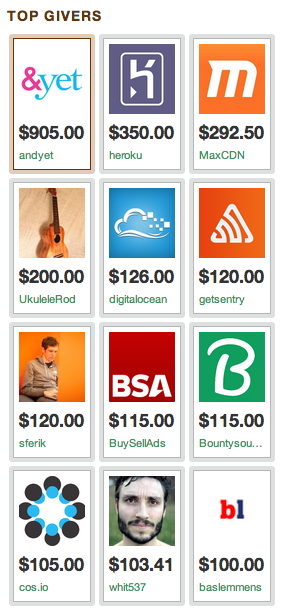 TOP GIVERS
&yet
$905.00
andyet
$350.00
heroku
m
$292.50
MaxCDN
$200.00
UkuleleRod
$126.00
digitalocean
$120.00
getsentry
$120.00
sferik
BSA
$115.00
BuySellAds
B
$115.00
Bountysou...
$105.00
cos.io
$103.41
whit537
bl
$100.00
baslemmens